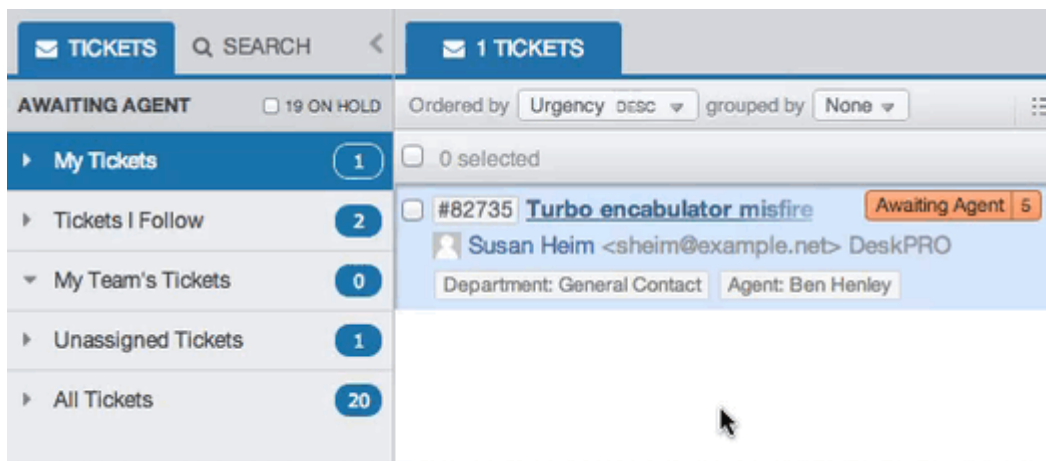 TICKETS
SEARCH
AWAITING AGENT 19 ON HOLD
My Tickets 1
Tickets I Follow 2
My Team's Tickets 0
Unassigned Tickets 1
All Tickets 20
1 TICKETS
Ordered by Urgency DESC grouped by None
0 selected
#82735 Turbo encabulator misfire Awaiting Agent 5
Susan Heim <sheim@example.net> DeskPRO
Department: General Contact Agent: Ben Henley